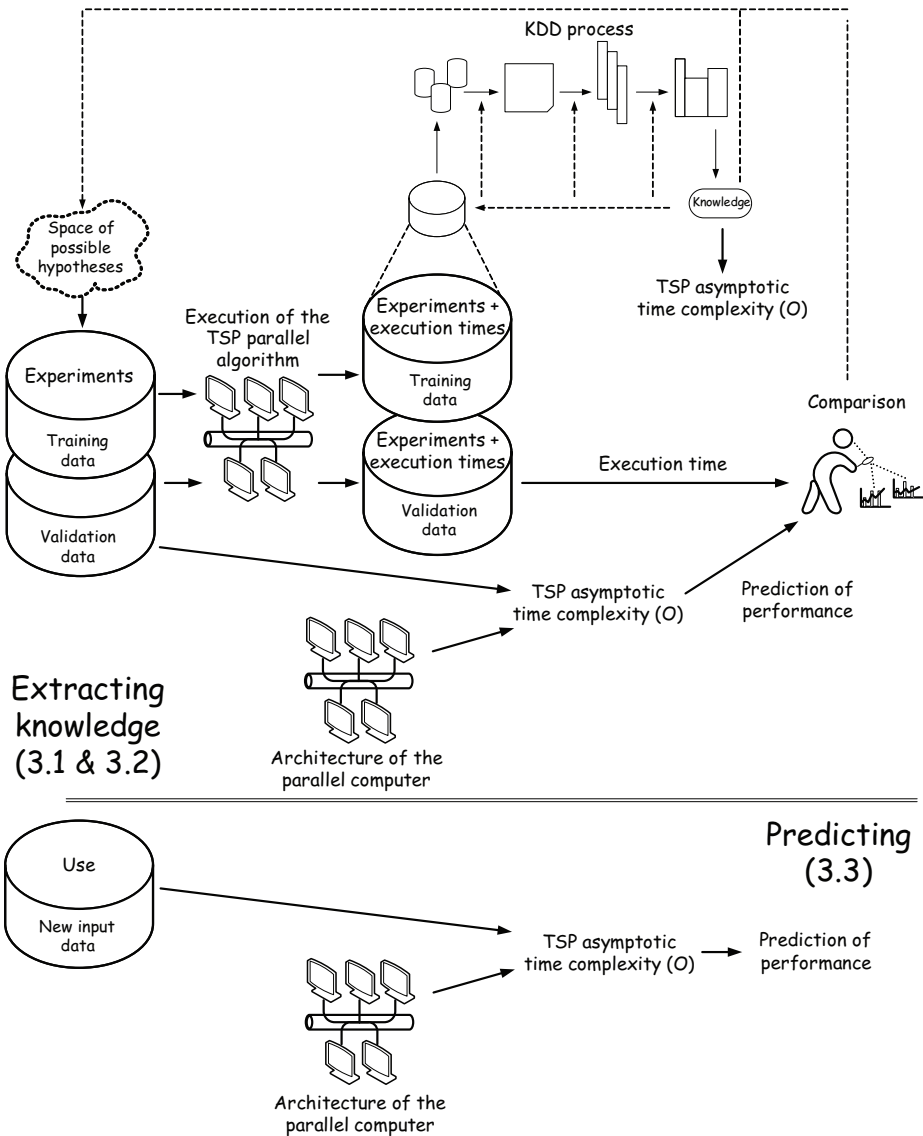 KDD process
Space of
possible
hypotheses
Knowledge
TSP asymptotic
time complexity (O)
Execution of the
TSP parallel
algorithm
Experiments
Training
data
Validation
data
Experiments +
execution times
Training
data
Experiments +
execution times
Validation
data
Execution time
Comparison
TSP asymptotic
time complexity (O)
Prediction of
performance
Architecture of the
parallel computer
Extracting
knowledge
(3.1 & 3.2)
Predicting
(3.3)
Use
New input
data
TSP asymptotic
time complexity (O)
Prediction of
performance
Architecture of the
parallel computer